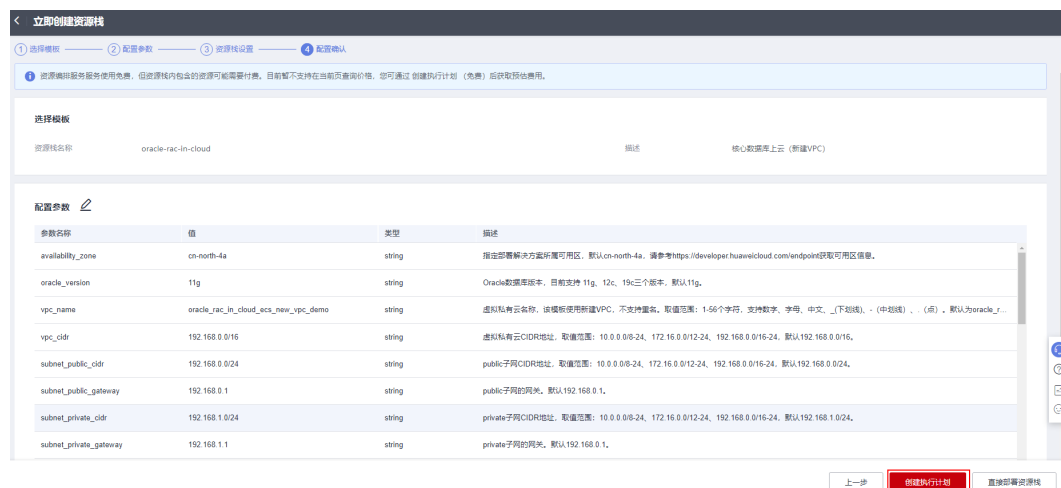 立即创建资源栈
1 选择模板 2 配置参数 3 资源栈设置 4 配置确认
资源编排服务服务使用免费，但资源栈内包含的资源可能需要付费。目前暂不支持在当前页查询价格，您可通过 创建执行计划 （免费）后获取预估费用。
选择模板
资源栈名称 oracle-rac-in-cloud 描述 核心数据库上云（新建VPC）
配置参数
参数名称 值 类型 描述
availability_zone cn-north-4a string 指定部署解决方案所属可用区，默认cn-north-4a，请参考https://developer.huaweicloud.com/endpoint获取可用区信息。
oracle_version 11g string Oracle数据库版本，目前支持 11g、12c、19c三个版本，默认11g。
vpc_name oracle_rac_in_cloud_ecs_new_vpc_demo string 虚拟私有云名称，该模板使用新建VPC，不支持重名。取值范围：1-56个字符，支持数字、字母、中文、_(下划线)、-（中划线）、.（点）。默认为oracle_r...
vpc_cidr 192.168.0.0/16 string 虚拟私有云CIDR地址，取值范围：10.0.0.0/8-24、172.16.0.0/12-24、192.168.0.0/16-24，默认192.168.0.0/16。
subnet_public_cidr 192.168.0.0/24 string public子网CIDR地址，取值范围：10.0.0.0/8-24、172.16.0.0/12-24、192.168.0.0/16-24，默认192.168.0.0/24。
subnet_public_gateway 192.168.0.1 string public子网的网关。默认192.168.0.1。
subnet_private_cidr 192.168.1.0/24 string private子网CIDR地址，取值范围：10.0.0.0/8-24、172.16.0.0/12-24、192.168.0.0/16-24，默认192.168.1.0/24。
subnet_private_gateway 192.168.1.1 string private子网的网关。默认192.168.0.1。
上一步 创建执行计划 直接部署资源栈